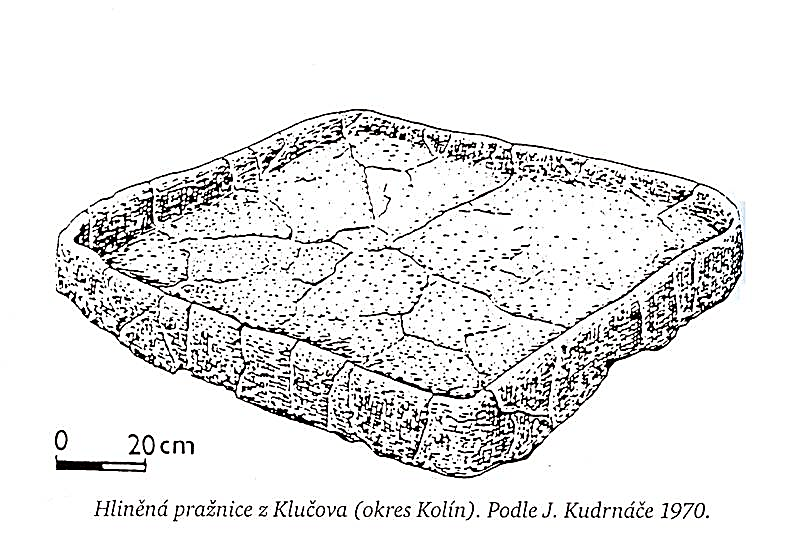 0 20 cm
Hliněná pražnice z Klučova (okres Kolín). Podle J. Kudrnáče 1970.